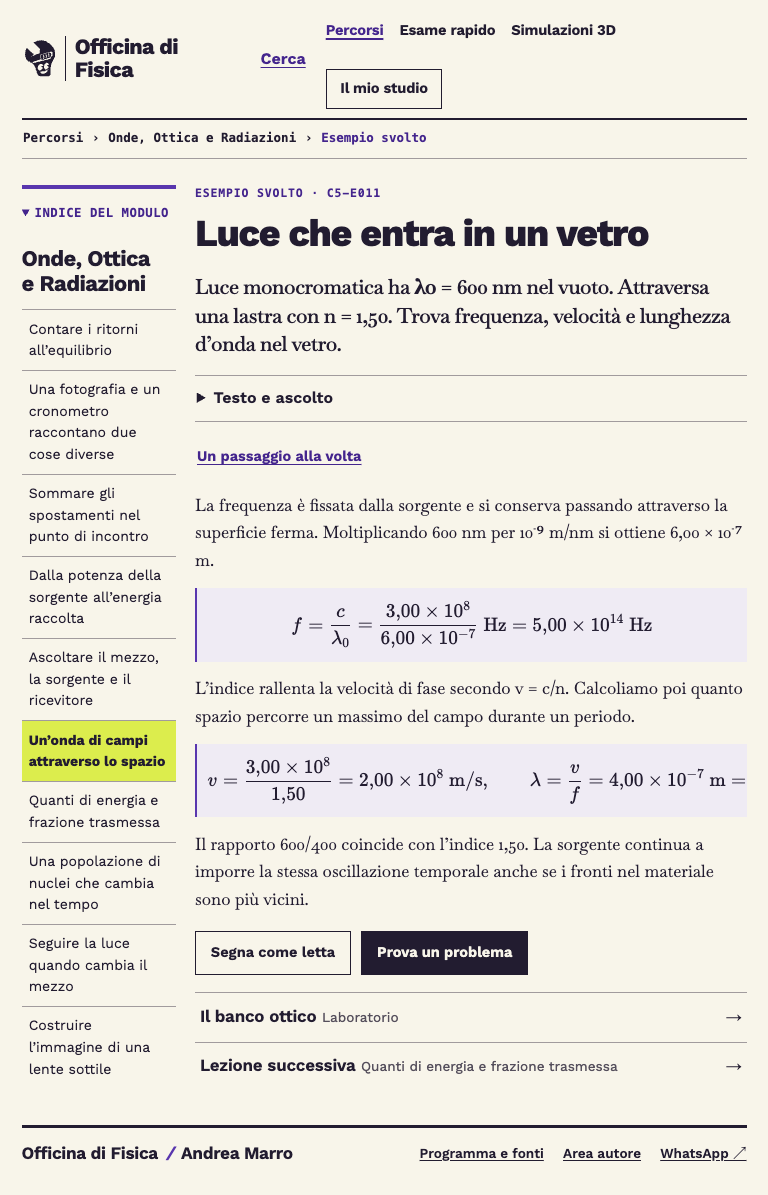 Officina di
Fisica
Cerca
Percorsi Esame rapido Simulazioni 3D
Il mio studio
Percorsi › Onde, Ottica e Radiazioni › Esempio svolto
▼ INDICE DEL MODULO
Onde, Ottica
e Radiazioni
Contare i ritorni
all’equilibrio
Una fotografia e un
cronometro
raccontano due
cose diverse
Sommare gli
spostamenti nel
punto di incontro
Dalla potenza della
sorgente all’energia
raccolta
Ascoltare il mezzo,
la sorgente e il
ricevitore
Un’onda di campi
attraverso lo spazio
Quanti di energia e
frazione trasmessa
Una popolazione di
nuclei che cambia
nel tempo
Seguire la luce
quando cambia il
mezzo
Costruire
l’immagine di una
lente sottile
ESEMPIO SVOLTO · C5–E011
Luce che entra in un vetro
Luce monocromatica ha λ0 = 600 nm nel vuoto. Attraversa
una lastra con n = 1,50. Trova frequenza, velocità e lunghezza
d’onda nel vetro.
▶ Testo e ascolto
Un passaggio alla volta
La frequenza è fissata dalla sorgente e si conserva passando attraverso la
superficie ferma. Moltiplicando 600 nm per 10⁻⁹ m/nm si ottiene 6,00 × 10⁻⁷
m.
f = c/λ₀ = 3,00 × 10⁸/6,00 × 10⁻⁷ Hz = 5,00 × 10¹⁴ Hz
L’indice rallenta la velocità di fase secondo v = c/n. Calcoliamo poi quanto
spazio percorre un massimo del campo durante un periodo.
v = 3,00 × 10⁸/1,50 = 2,00 × 10⁸ m/s, λ = v/f = 4,00 × 10⁻⁷ m =
Il rapporto 600/400 coincide con l’indice 1,50. La sorgente continua a
imporre la stessa oscillazione temporale anche se i fronti nel materiale
sono più vicini.
Segna come letta Prova un problema
Il banco ottico Laboratorio →
Lezione successiva Quanti di energia e frazione trasmessa →
Officina di Fisica / Andrea Marro
Programma e fonti Area autore WhatsApp ↗